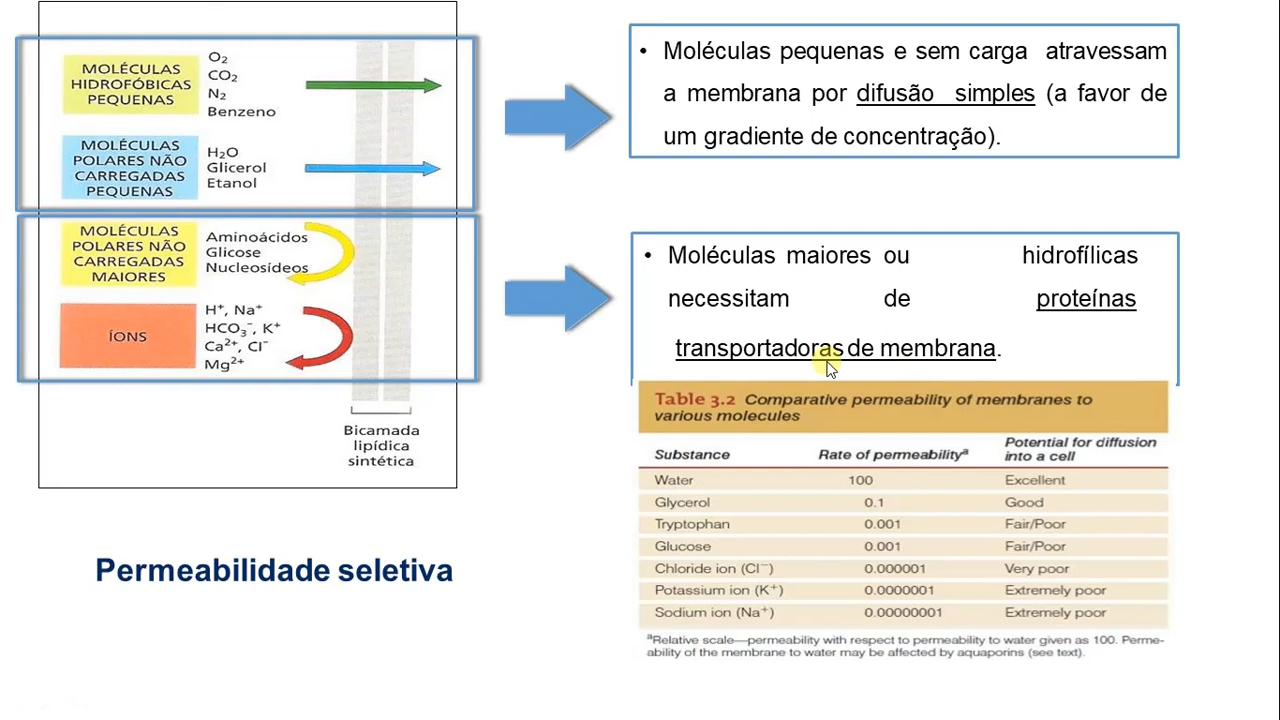 MOLÉCULAS
HIDROFÓBICAS
PEQUENAS
O₂
CO₂
N₂
Benzeno
MOLÉCULAS
POLARES NÃO
CARREGADAS
PEQUENAS
H₂O
Glicerol
Etanol
MOLÉCULAS
POLARES NÃO
CARREGADAS
MAIORES
Aminoácidos
Glicose
Nucleosídeos
ÍONS
H⁺, Na⁺
HCO₃⁻, K⁺
Ca²⁺, Cl⁻
Mg²⁺
Bicamada
lipídica
sintética
Permeabilidade seletiva
• Moléculas pequenas e sem carga atravessam
a membrana por difusão simples (a favor de
um gradiente de concentração).
• Moléculas maiores ou hidrofílicas
necessitam de proteínas
transportadoras de membrana.
Table 3.2 Comparative permeability of membranes to
various molecules
Substance Rate of permeabilityᵃ Potential for diffusion
into a cell
Water 100 Excellent
Glycerol 0.1 Good
Tryptophan 0.001 Fair/Poor
Glucose 0.001 Fair/Poor
Chloride ion (Cl⁻) 0.000001 Very poor
Potassium ion (K⁺) 0.0000001 Extremely poor
Sodium ion (Na⁺) 0.00000001 Extremely poor
ᵃRelative scale—permeability with respect to permeability to water given as 100. Perme-
ability of the membrane to water may be affected by aquaporins (see text).